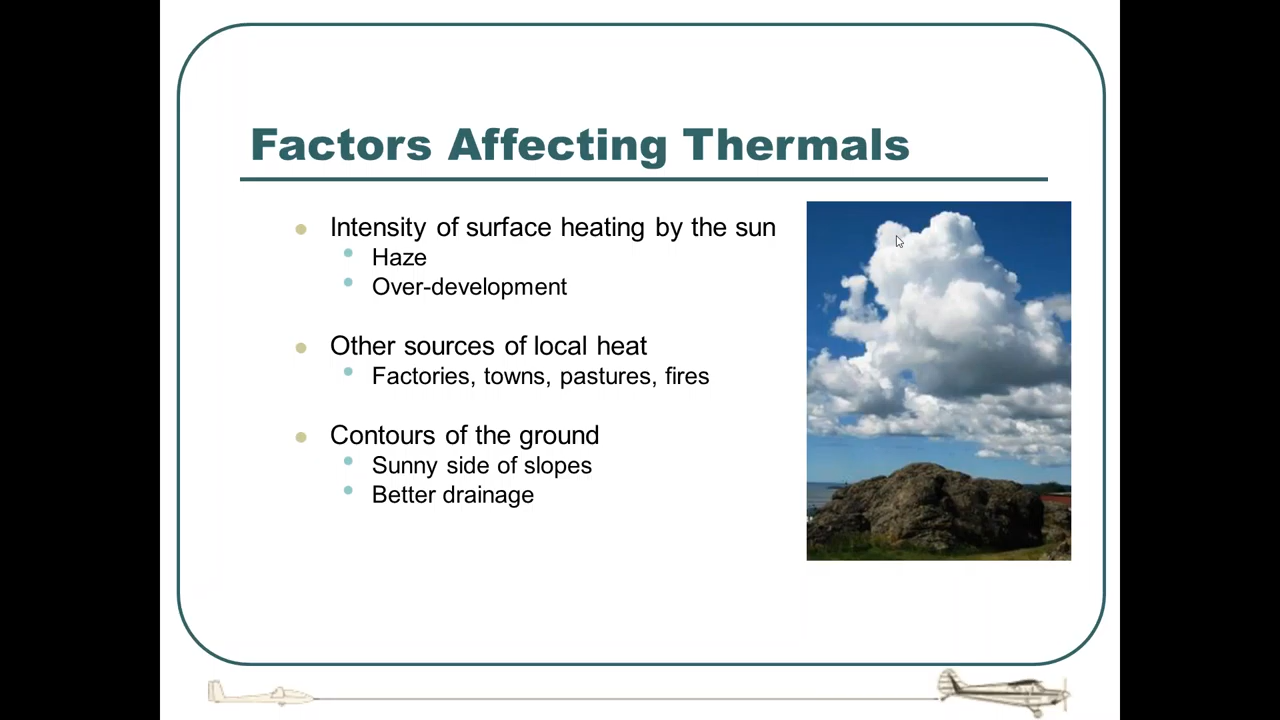 Factors Affecting Thermals
Intensity of surface heating by the sun
Haze
Over-development
Other sources of local heat
Factories, towns, pastures, fires
Contours of the ground
Sunny side of slopes
Better drainage